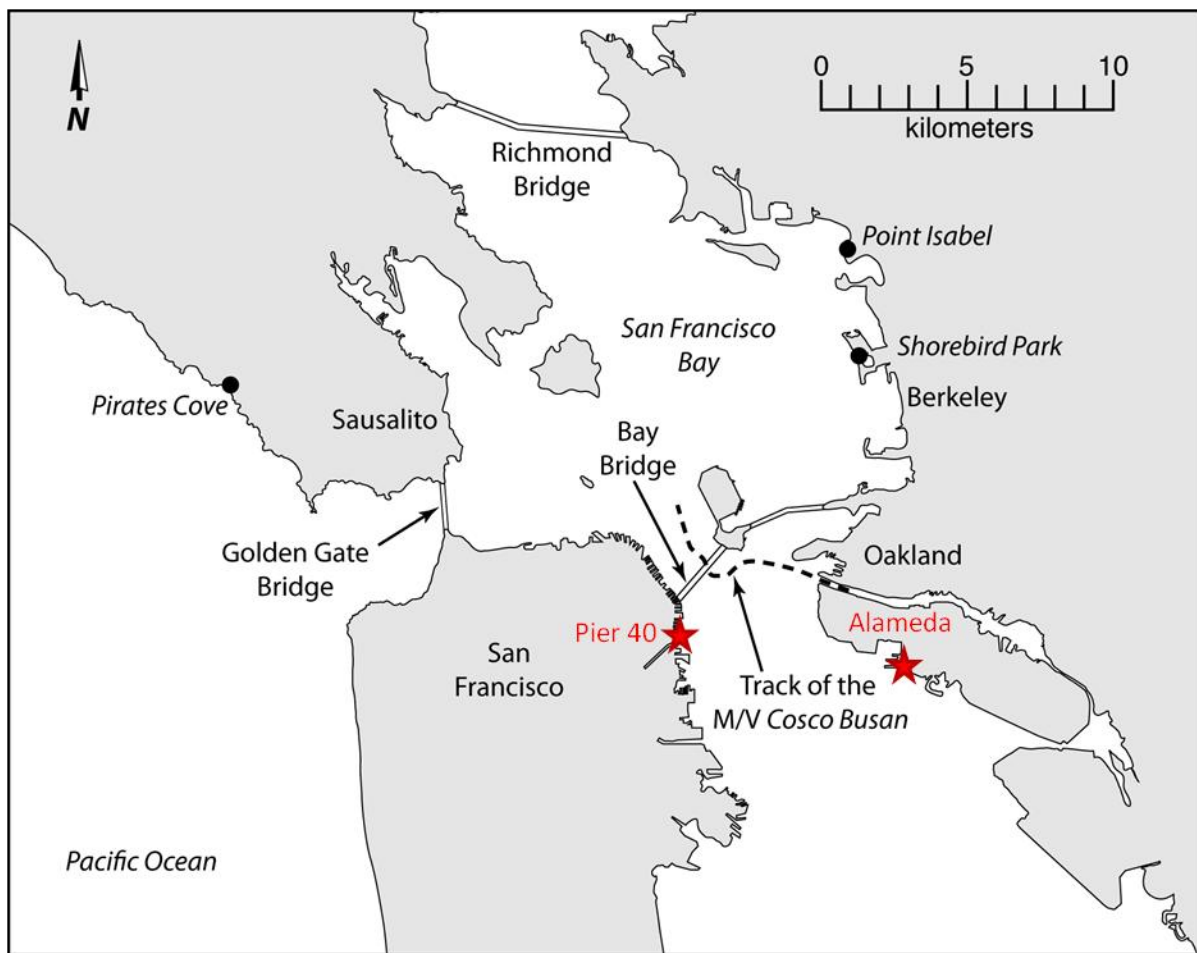 0 5 10
kilometers
N
Richmond
Bridge
Point Isabel
San Francisco
Bay
Shorebird Park
Pirates Cove
Sausalito
Berkeley
Bay
Bridge
Golden Gate
Bridge
Oakland
Pier 40
Alameda
San
Francisco
Track of the
M/V Cosco Busan
Pacific Ocean